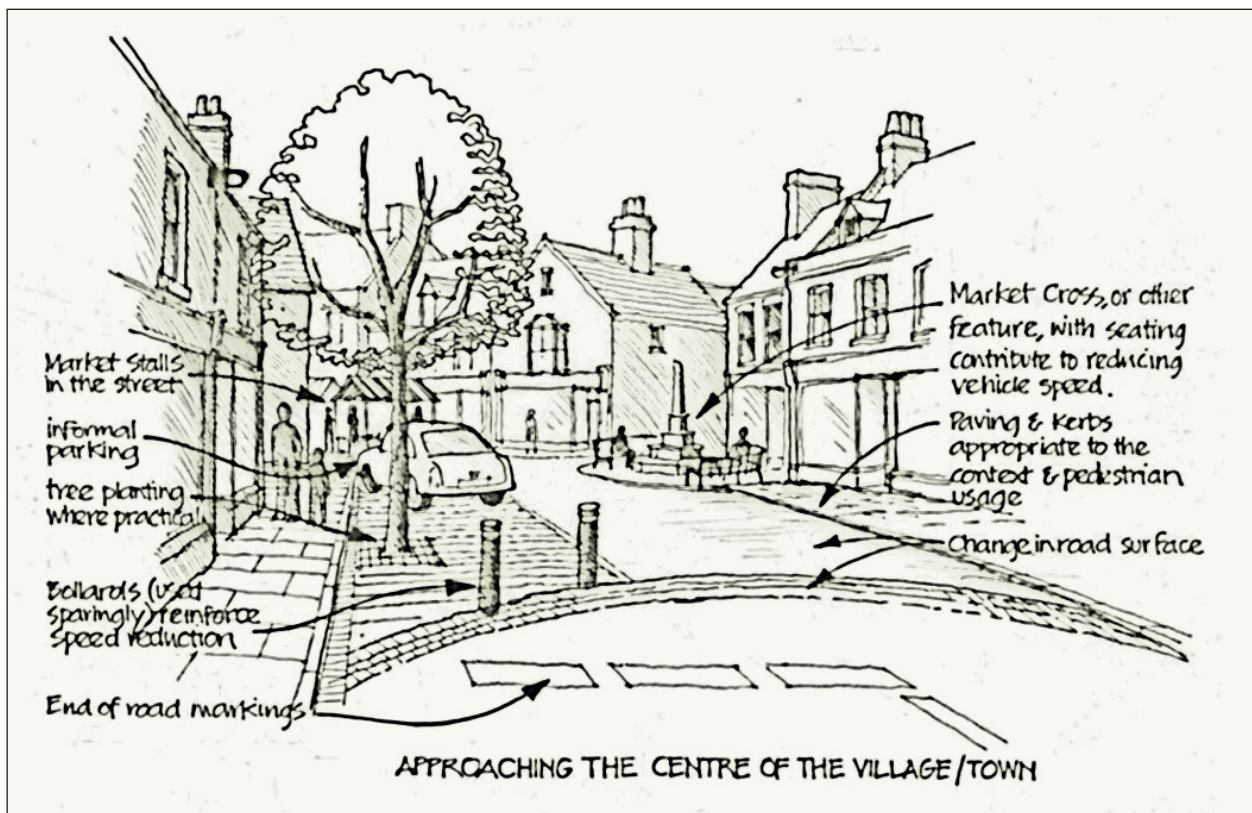 Market Stalls
in the street
informal
parking
tree planting
where practical
Bollards (used
sparingly) reinforce
speed reduction
End of road markings
Market Cross, or other
feature, with seating
contribute to reducing
vehicle speed.
Paving & kerbs
appropriate to the
context & pedestrian
usage
Change in road surface
APPROACHING THE CENTRE OF THE VILLAGE/TOWN